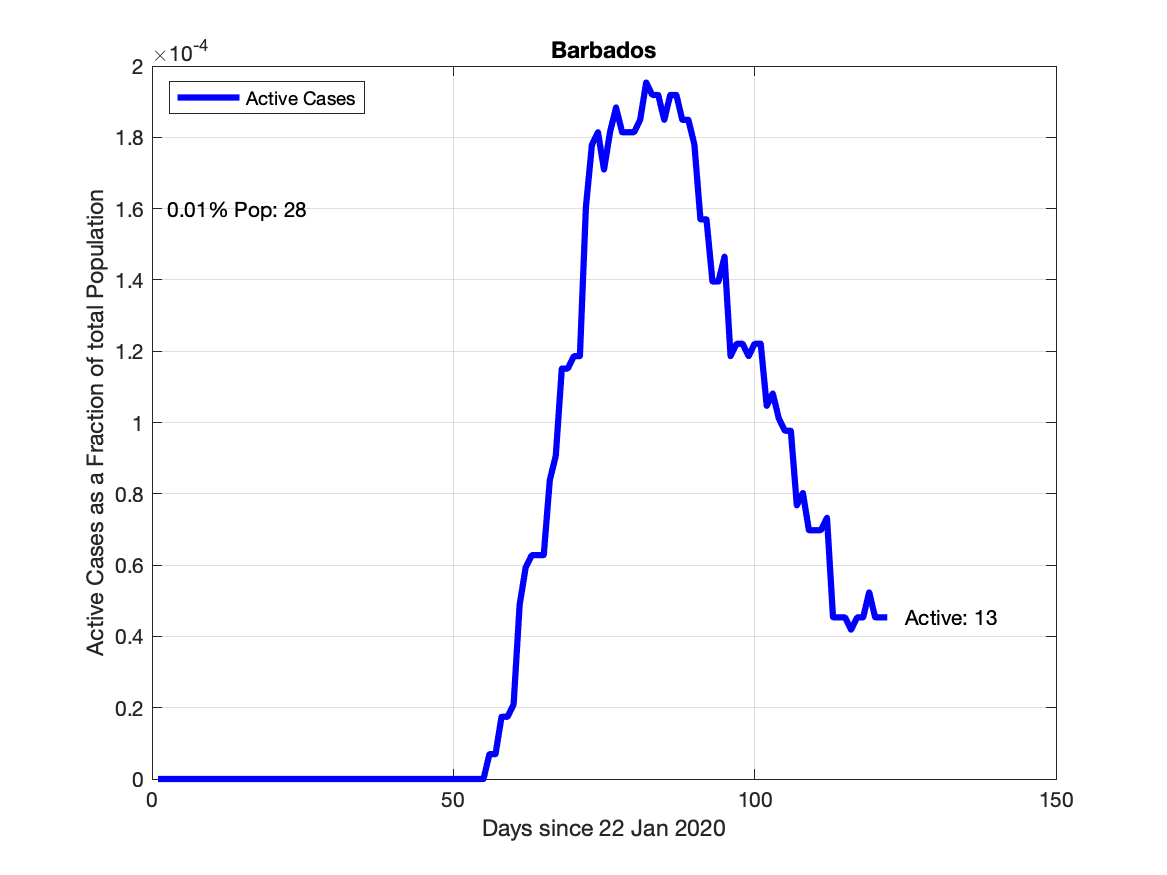 Barbados
×10-4
2
1.8
1.6
1.4
1.2
1
0.8
0.6
0.4
0.2
0
Active Cases as a Fraction of total Population
Active Cases
0.01% Pop: 28
Active: 13
0
50
100
150
Days since 22 Jan 2020